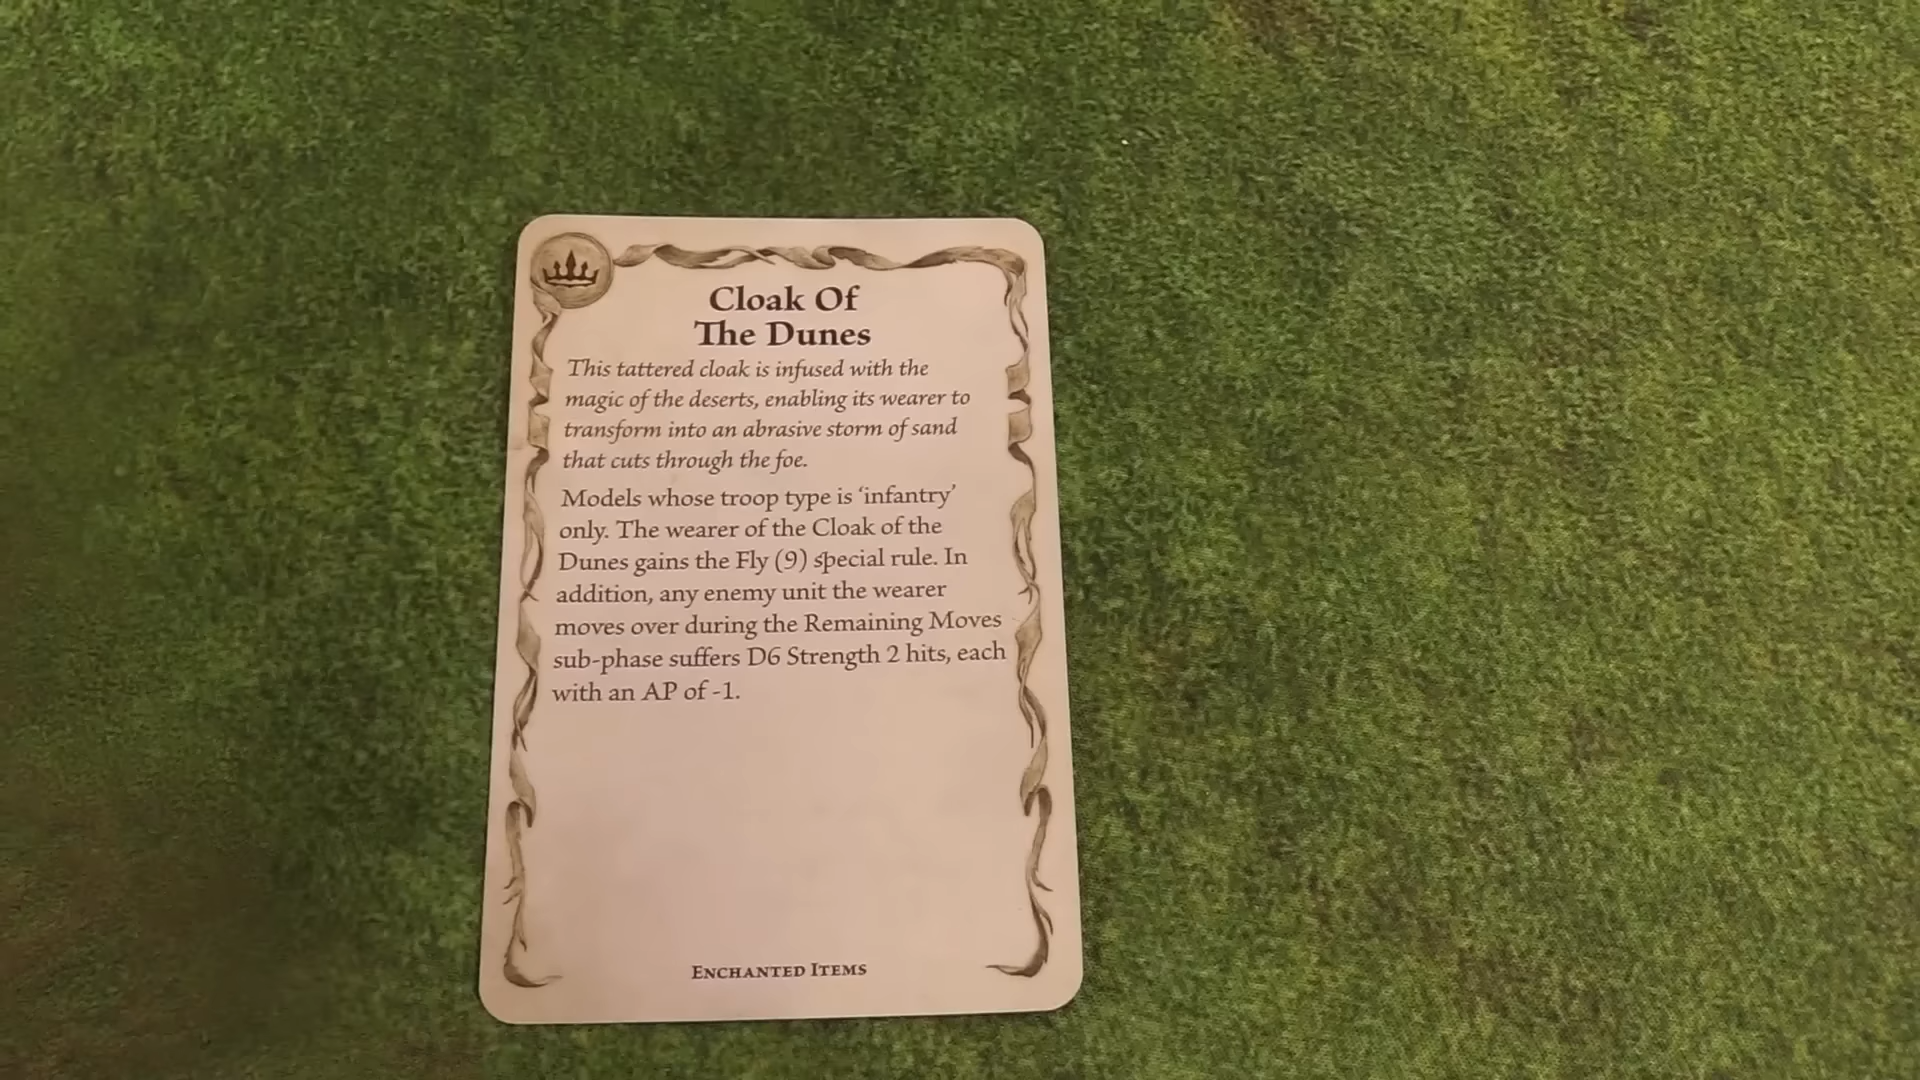 Cloak Of
The Dunes
This tattered cloak is infused with the
magic of the deserts, enabling its wearer to
transform into an abrasive storm of sand
that cuts through the foe.
Models whose troop type is ‘infantry’
only. The wearer of the Cloak of the
Dunes gains the Fly (9) special rule. In
addition, any enemy unit the wearer
moves over during the Remaining Moves
sub-phase suffers D6 Strength 2 hits, each
with an AP of -1.
Enchanted Items